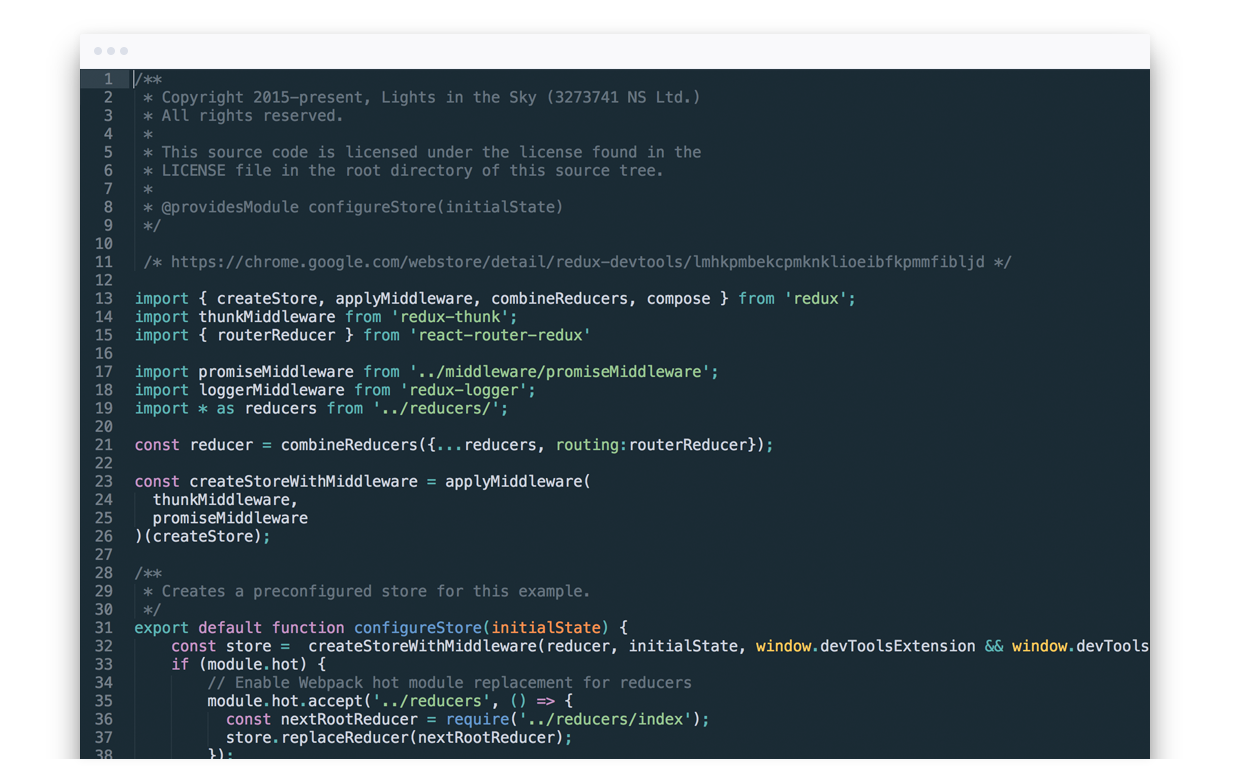 1 /**
2  * Copyright 2015-present, Lights in the Sky (3273741 NS Ltd.)
3  * All rights reserved.
4  *
5  * This source code is licensed under the license found in the
6  * LICENSE file in the root directory of this source tree.
7  *
8  * @providesModule configureStore(initialState)
9  */
10
11  /* https://chrome.google.com/webstore/detail/redux-devtools/lmhkpmbekcpmknklioeibfkpmmfibljd */
12
13 import { createStore, applyMiddleware, combineReducers, compose } from 'redux';
14 import thunkMiddleware from 'redux-thunk';
15 import { routerReducer } from 'react-router-redux'
16
17 import promiseMiddleware from '../middleware/promiseMiddleware';
18 import loggerMiddleware from 'redux-logger';
19 import * as reducers from '../reducers/';
20
21 const reducer = combineReducers({...reducers, routing:routerReducer});
22
23 const createStoreWithMiddleware = applyMiddleware(
24   thunkMiddleware,
25   promiseMiddleware
26 )(createStore);
27
28 /**
29  * Creates a preconfigured store for this example.
30  */
31 export default function configureStore(initialState) {
32     const store =  createStoreWithMiddleware(reducer, initialState, window.devToolsExtension && window.devTools
33     if (module.hot) {
34         // Enable Webpack hot module replacement for reducers
35         module.hot.accept('../reducers', () => {
36           const nextRootReducer = require('../reducers/index');
37           store.replaceReducer(nextRootReducer);
38         });